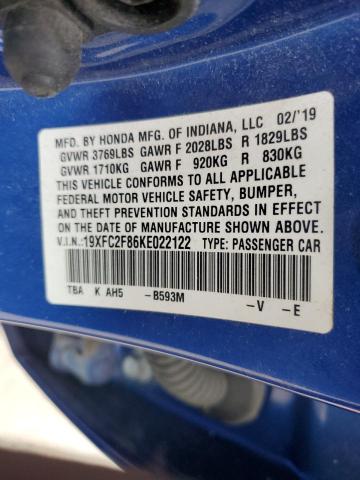 MFD. BY HONDA MFG. OF INDIANA, LLC 02/'19
GVWR 3769LBS GAWR F 2028LBS R 1829LBS
GVWR 1710KG GAWR F 920KG R 830KG
THIS VEHICLE CONFORMS TO ALL APPLICABLE
FEDERAL MOTOR VEHICLE SAFETY, BUMPER,
AND THEFT PREVENTION STANDARDS IN EFFECT
ON THE DATE OF MANUFACTURE SHOWN ABOVE.
V.I.N.:19XFC2F86KE022122 TYPE: PASSENGER CAR
TBA K AH5 -B593M -V -E